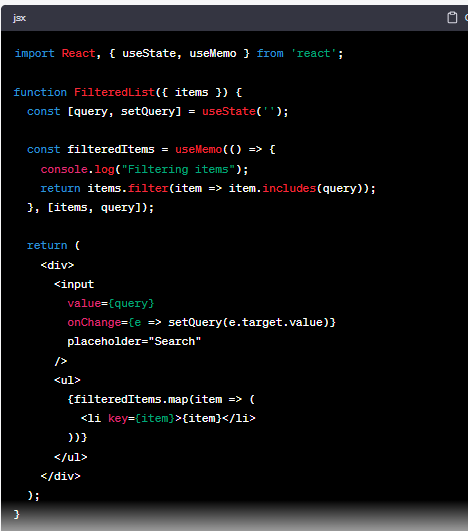 jsx
import React, { useState, useMemo } from 'react';
function FilteredList({ items }) {
const [query, setQuery] = useState('');
const filteredItems = useMemo(() => {
console.log("Filtering items");
return items.filter(item => item.includes(query));
}, [items, query]);
return (
<div>
<input
value={query}
onChange={e => setQuery(e.target.value)}
placeholder="Search"
/>
<ul>
{filteredItems.map(item => (
<li key={item}>{item}</li>
))}
</ul>
</div>
);
}